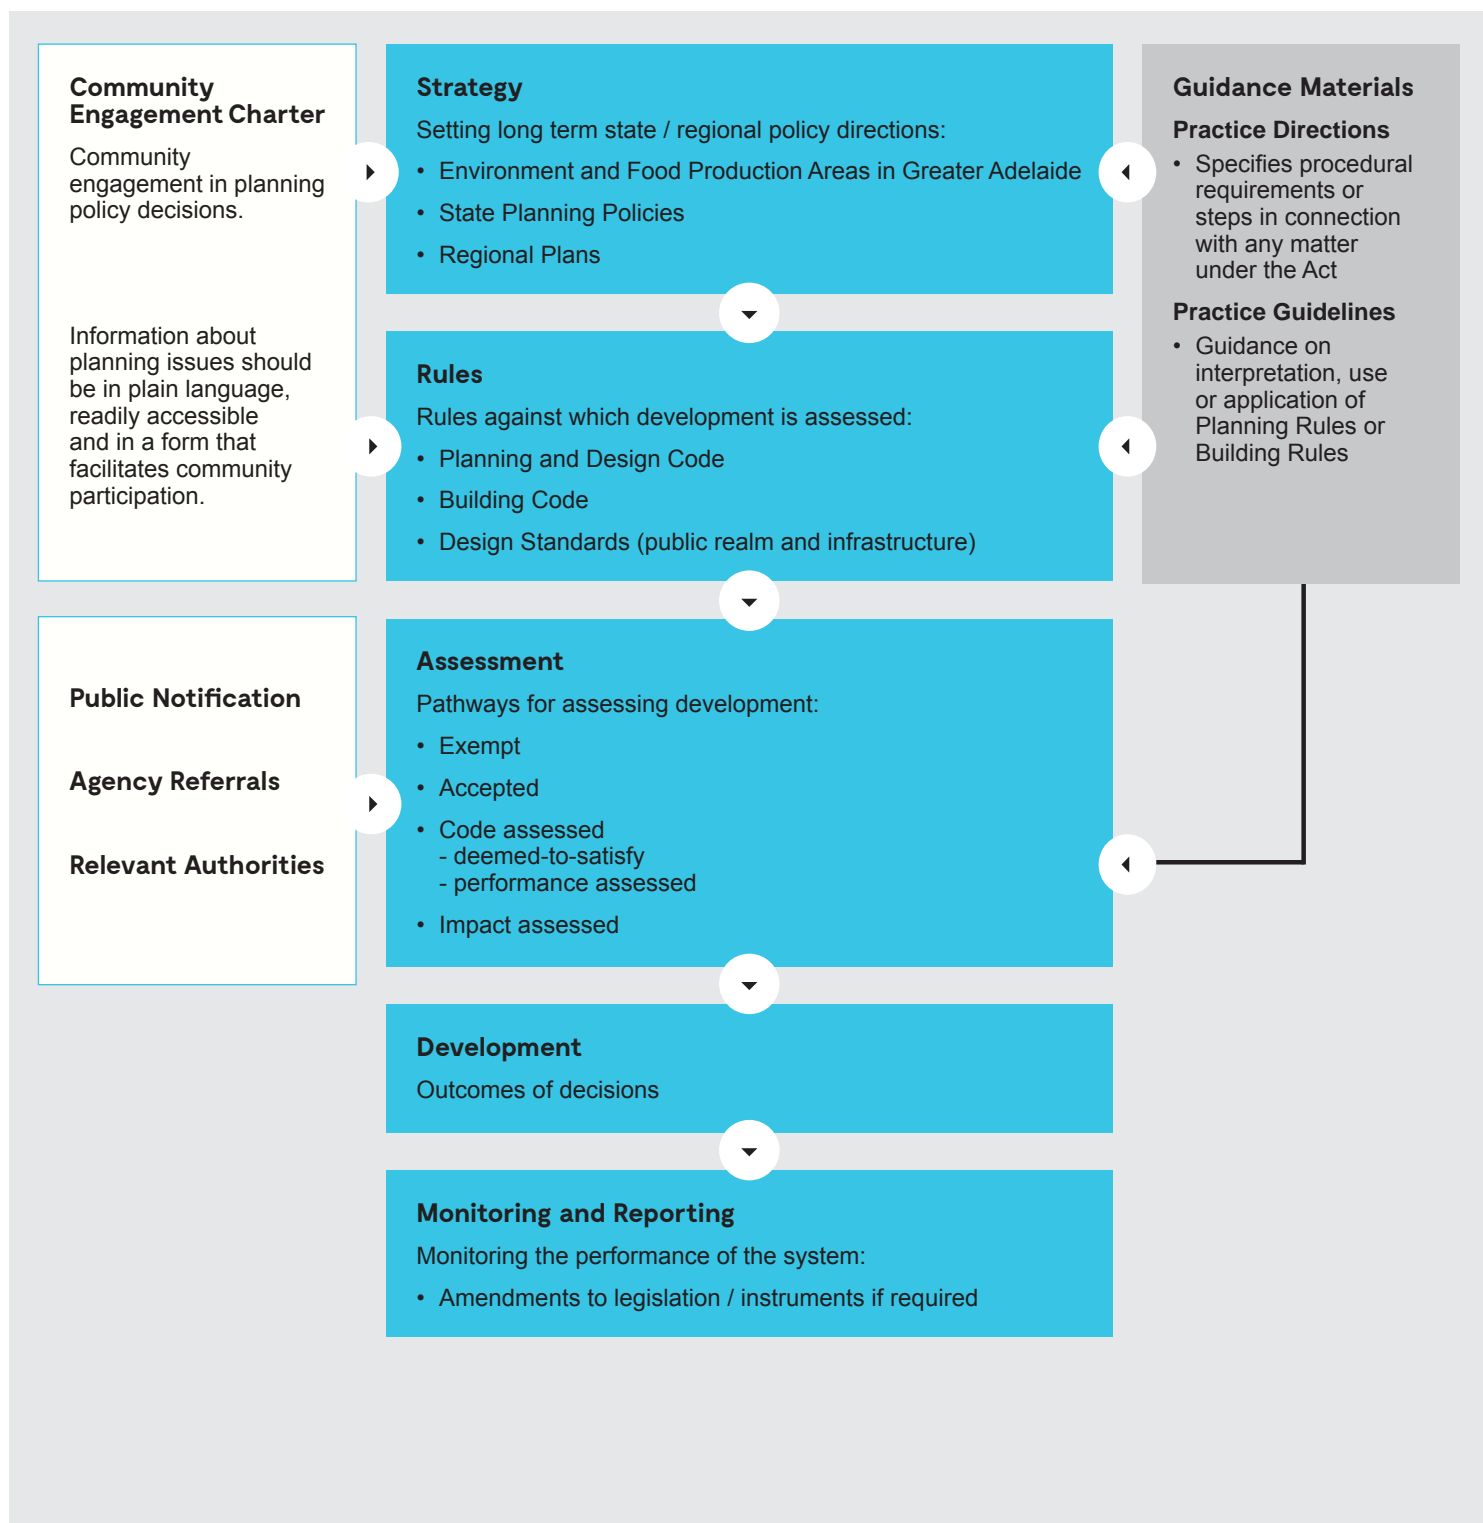 Community
Engagement Charter
Community
engagement in planning
policy decisions.
Information about
planning issues should
be in plain language,
readily accessible
and in a form that
facilitates community
participation.
Strategy
Setting long term state / regional policy directions:
• Environment and Food Production Areas in Greater Adelaide
• State Planning Policies
• Regional Plans
Guidance Materials
Practice Directions
• Specifies procedural
requirements or
steps in connection
with any matter
under the Act
Practice Guidelines
• Guidance on
interpretation, use
or application of
Planning Rules or
Building Rules
Rules
Rules against which development is assessed:
• Planning and Design Code
• Building Code
• Design Standards (public realm and infrastructure)
Public Notification
Agency Referrals
Relevant Authorities
Assessment
Pathways for assessing development:
• Exempt
• Accepted
• Code assessed
- deemed-to-satisfy
- performance assessed
• Impact assessed
Development
Outcomes of decisions
Monitoring and Reporting
Monitoring the performance of the system:
• Amendments to legislation / instruments if required